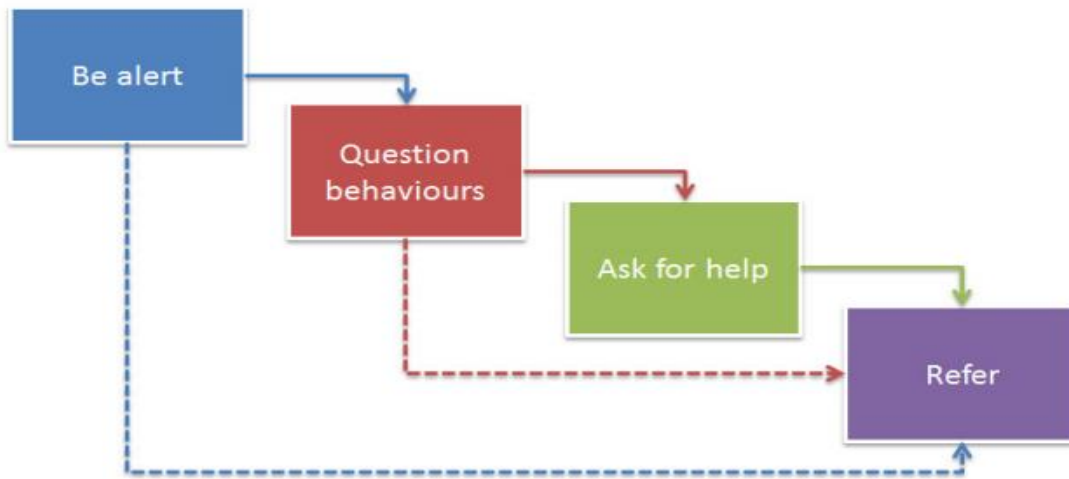 Be alert
Question
behaviours
Ask for help
Refer